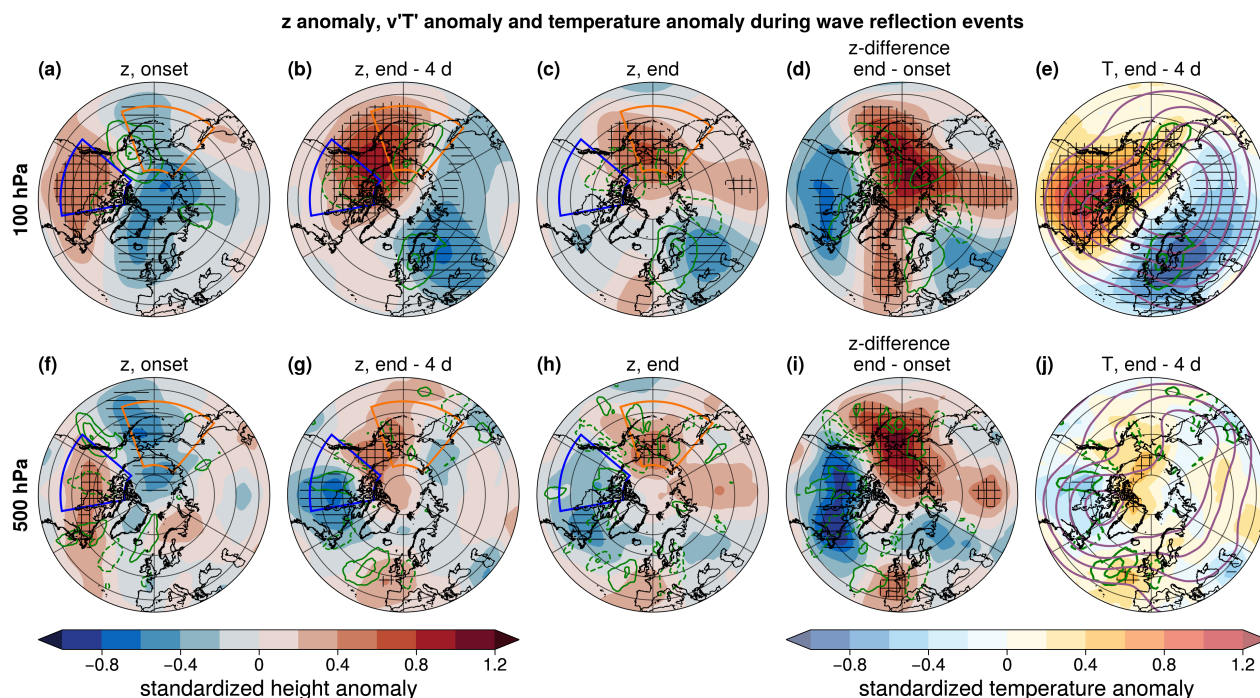 z anomaly, v'T' anomaly and temperature anomaly during wave reflection events
(a) z, onset
(b) z, end - 4 d
(c) z, end
(d) z-difference
end - onset
(e) T, end - 4 d
100 hPa
(f) z, onset
(g) z, end - 4 d
(h) z, end
(i) z-difference
end - onset
(j) T, end - 4 d
500 hPa
−0.8 −0.4 0 0.4 0.8 1.2
standardized height anomaly
−0.8 −0.4 0 0.4 0.8 1.2
standardized temperature anomaly